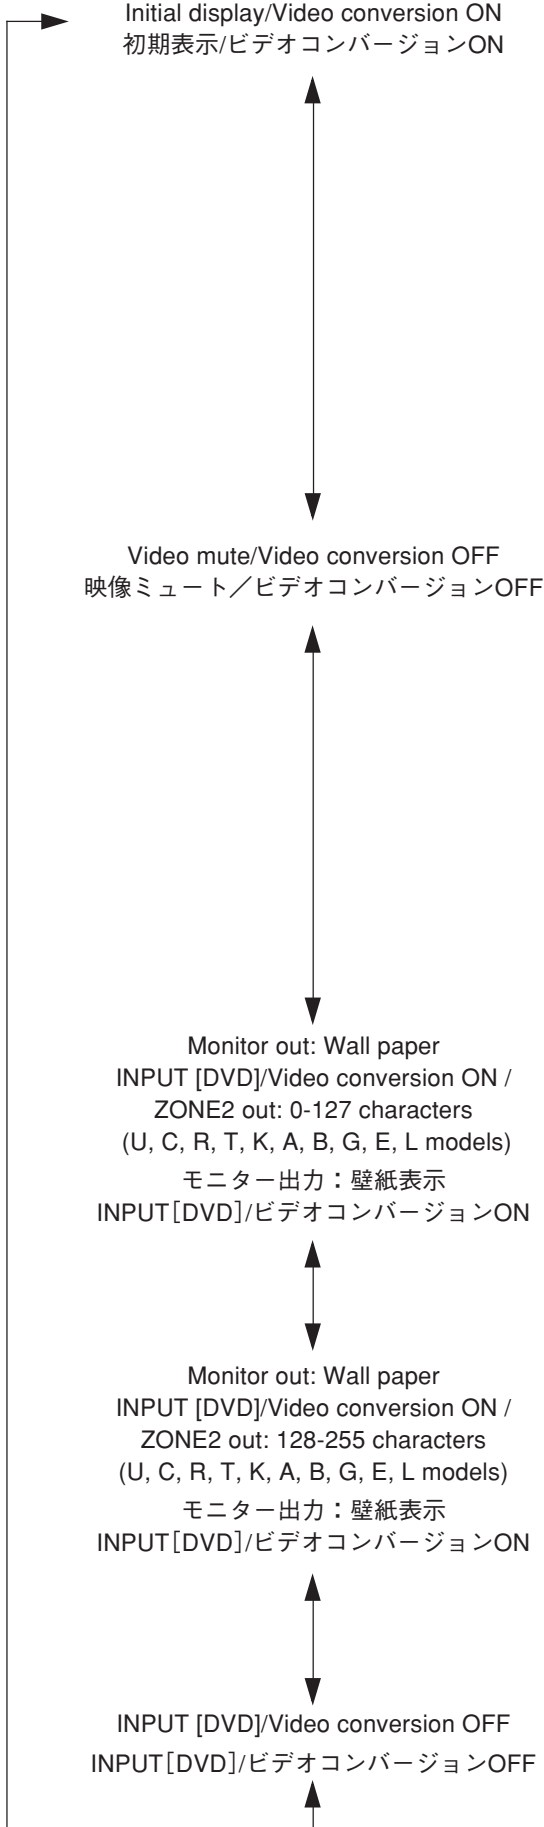 Initial display/Video conversion ON
初期表示/ビデオコンバージョンON
Video mute/Video conversion OFF
映像ミュート／ビデオコンバージョンOFF
Monitor out: Wall paper
INPUT [DVD]/Video conversion ON /
ZONE2 out: 0-127 characters
(U, C, R, T, K, A, B, G, E, L models)
モニター出力：壁紙表示
INPUT［DVD］/ビデオコンバージョンON
Monitor out: Wall paper
INPUT [DVD]/Video conversion ON /
ZONE2 out: 128-255 characters
(U, C, R, T, K, A, B, G, E, L models)
モニター出力：壁紙表示
INPUT［DVD］/ビデオコンバージョンON
INPUT [DVD]/Video conversion OFF
INPUT［DVD］/ビデオコンバージョンOFF